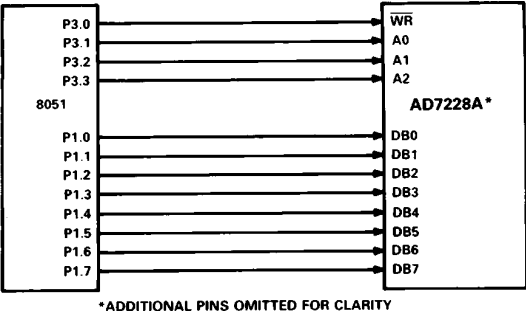 P3.0 W̅R̅
P3.1 A0
P3.2 A1
P3.3 A2
8051 AD7228A*
P1.0 DB0
P1.1 DB1
P1.2 DB2
P1.3 DB3
P1.4 DB4
P1.5 DB5
P1.6 DB6
P1.7 DB7
*ADDITIONAL PINS OMITTED FOR CLARITY